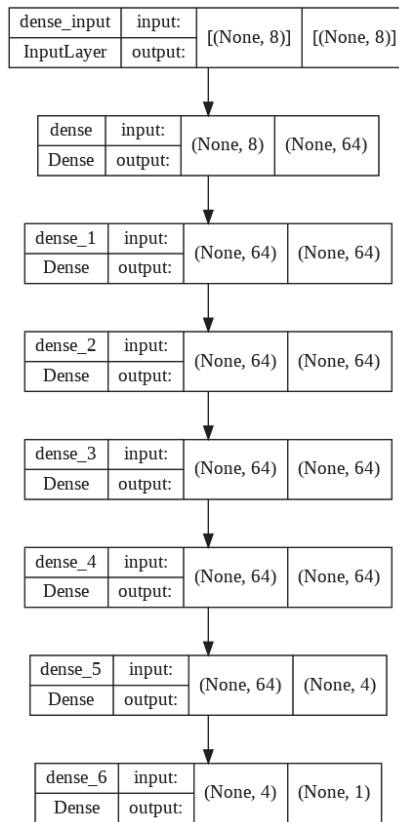 dense_input input: [(None, 8)] [(None, 8)]
InputLayer output:
dense input: (None, 8) (None, 64)
Dense output:
dense_1 input: (None, 64) (None, 64)
Dense output:
dense_2 input: (None, 64) (None, 64)
Dense output:
dense_3 input: (None, 64) (None, 64)
Dense output:
dense_4 input: (None, 64) (None, 64)
Dense output:
dense_5 input: (None, 64) (None, 4)
Dense output:
dense_6 input: (None, 4) (None, 1)
Dense output: